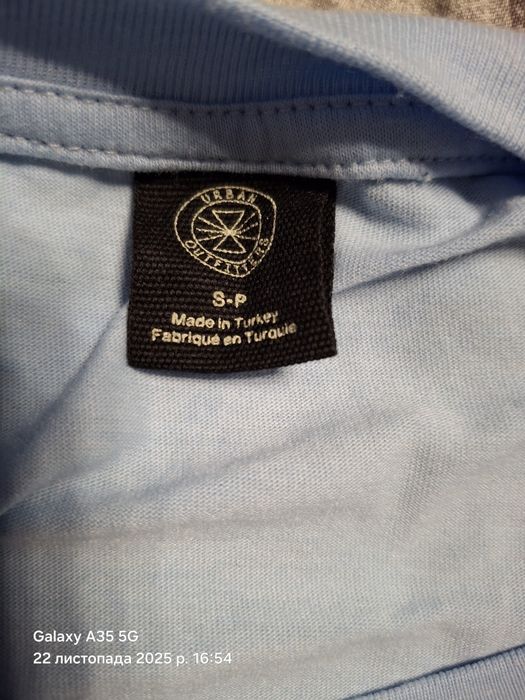 URBAN
OUTFITTERS
S-P
Made in Turkey
Fabriqué en Turquie
Galaxy A35 5G
22 листопада 2025 р. 16:54